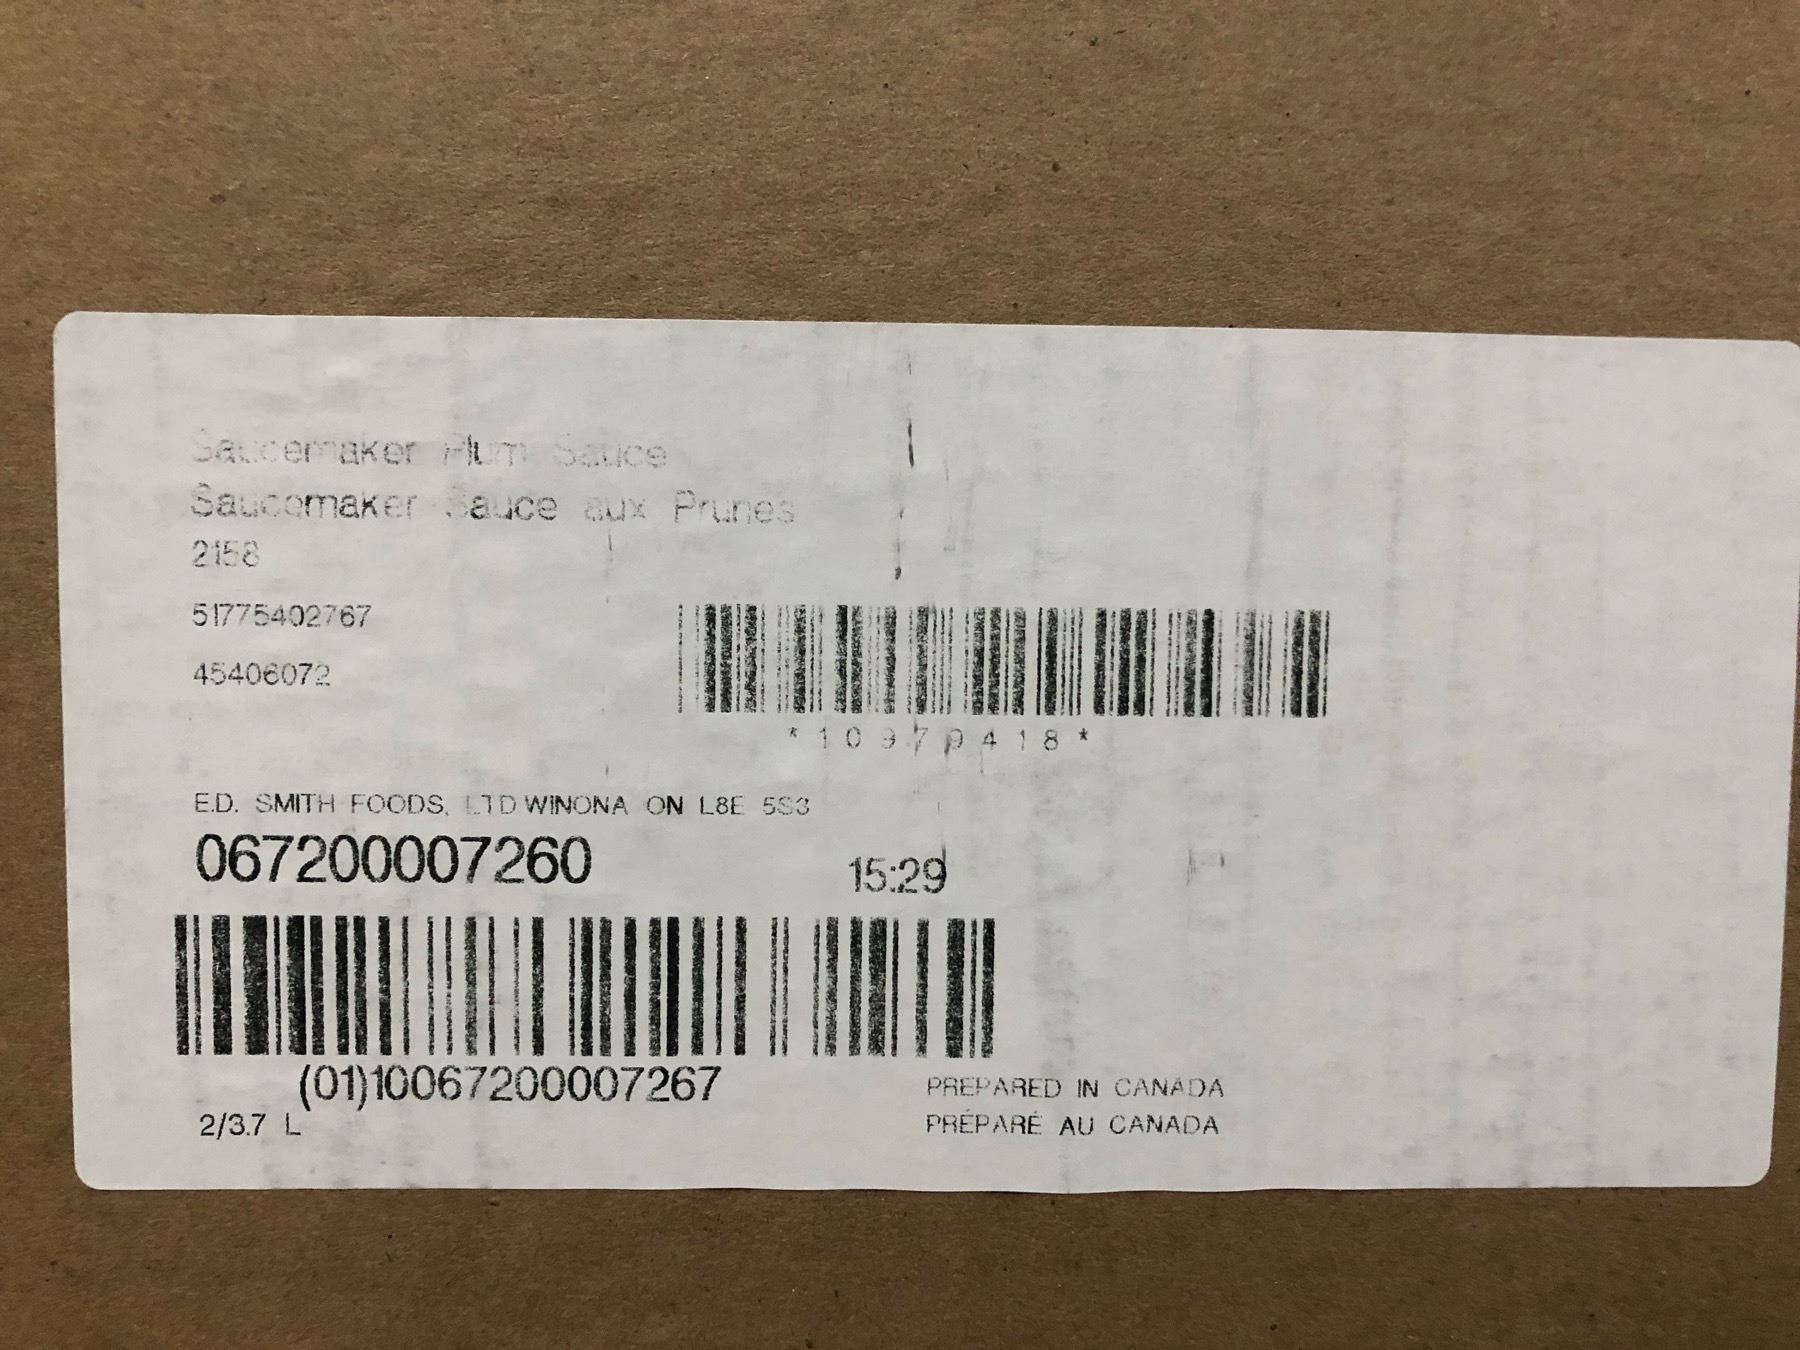 Saucemaker Plum Sauce
Saucemaker Sauce aux Prunes
2158
51775402767
45406072
*10979418*
E.D. SMITH FOODS, LTD WINONA ON L8E 5S3
067200007260
15:29
(01)10067200007267
2/3.7 L
PREPARED IN CANADA
PRÉPARÉ AU CANADA